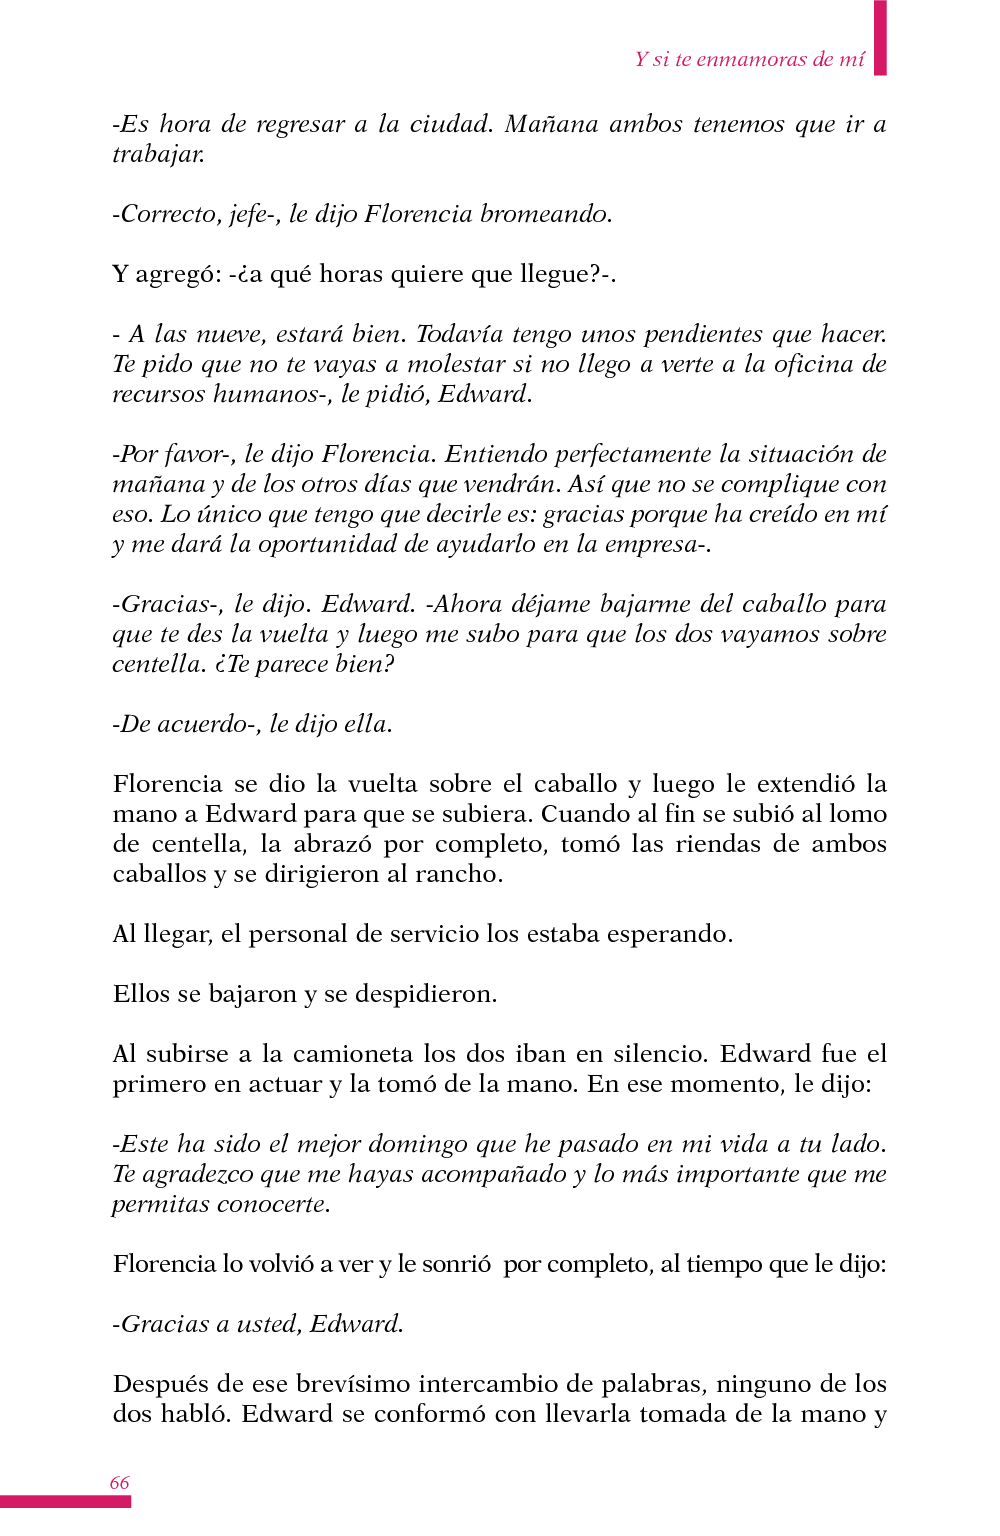 Y si te enmamoras de mí
-Es hora de regresar a la ciudad. Mañana ambos tenemos que ir a
trabajar.
-Correcto, jefe-, le dijo Florencia bromeando.
Y agregó: -¿a qué horas quiere que llegue?-.
- A las nueve, estará bien. Todavía tengo unos pendientes que hacer.
Te pido que no te vayas a molestar si no llego a verte a la oficina de
recursos humanos-, le pidió, Edward.
-Por favor-, le dijo Florencia. Entiendo perfectamente la situación de
mañana y de los otros días que vendrán. Así que no se complique con
eso. Lo único que tengo que decirle es: gracias porque ha creído en mí
y me dará la oportunidad de ayudarlo en la empresa-.
-Gracias-, le dijo. Edward. -Ahora déjame bajarme del caballo para
que te des la vuelta y luego me subo para que los dos vayamos sobre
centella. ¿Te parece bien?
-De acuerdo-, le dijo ella.
Florencia se dio la vuelta sobre el caballo y luego le extendió la
mano a Edward para que se subiera. Cuando al fin se subió al lomo
de centella, la abrazó por completo, tomó las riendas de ambos
caballos y se dirigieron al rancho.
Al llegar, el personal de servicio los estaba esperando.
Ellos se bajaron y se despidieron.
Al subirse a la camioneta los dos iban en silencio. Edward fue el
primero en actuar y la tomó de la mano. En ese momento, le dijo:
-Este ha sido el mejor domingo que he pasado en mi vida a tu lado.
Te agradezco que me hayas acompañado y lo más importante que me
permitas conocerte.
Florencia lo volvió a ver y le sonrió  por completo, al tiempo que le dijo:
-Gracias a usted, Edward.
Después de ese brevísimo intercambio de palabras, ninguno de los
dos habló. Edward se conformó con llevarla tomada de la mano y
66